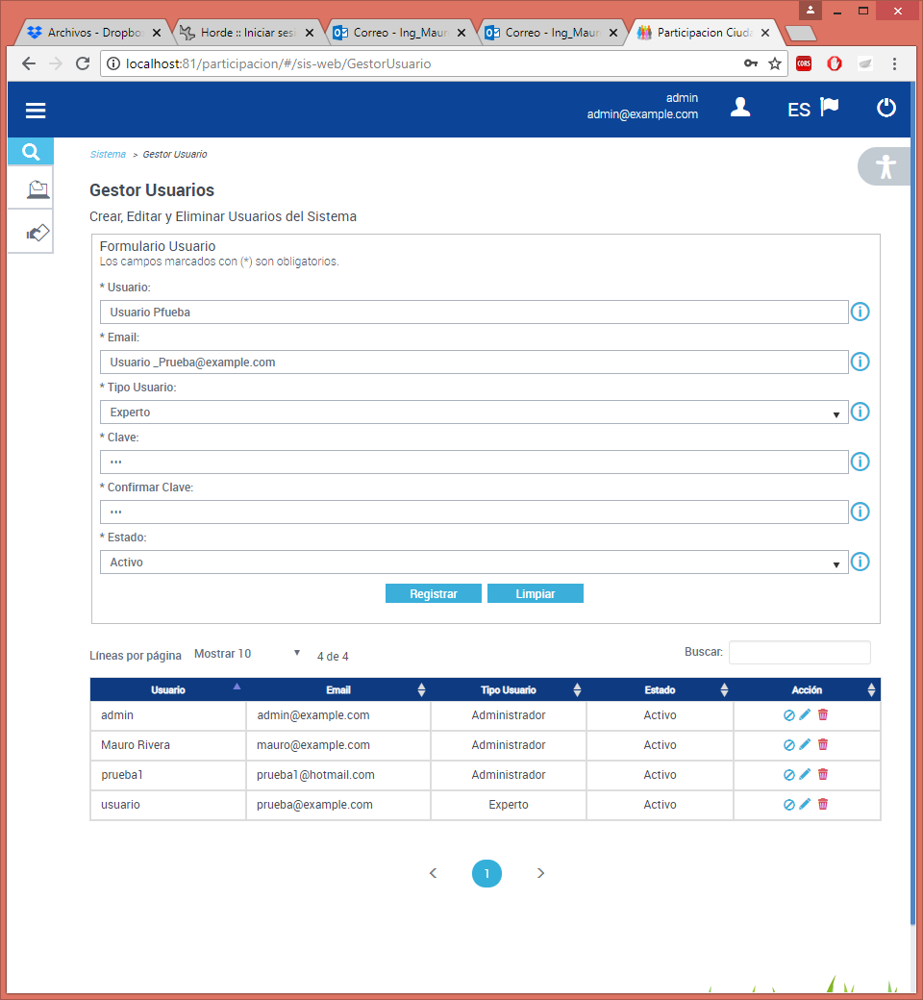 Archivos - Dropbo
Horde :: Iniciar ses
Correo - Ing_Mau
Correo - Ing_Mau
Participacion Ciud
localhost:81/participacion/#/sis-web/GestorUsuario
CORS
admin
admin@example.com
ES
Sistema > Gestor Usuario
Gestor Usuarios
Crear, Editar y Eliminar Usuarios del Sistema
Formulario Usuario
Los campos marcados con (*) son obligatorios.
* Usuario:
Usuario Pfueba
* Email:
Usuario _Prueba@example.com
* Tipo Usuario:
Experto
* Clave:
•••
* Confirmar Clave:
•••
* Estado:
Activo
Registrar Limpiar
Líneas por página Mostrar 10 4 de 4 Buscar:
Usuario Email Tipo Usuario Estado Acción
admin admin@example.com Administrador Activo
Mauro Rivera mauro@example.com Administrador Activo
prueba1 prueba1@hotmail.com Administrador Activo
usuario prueba@example.com Experto Activo
< 1 >